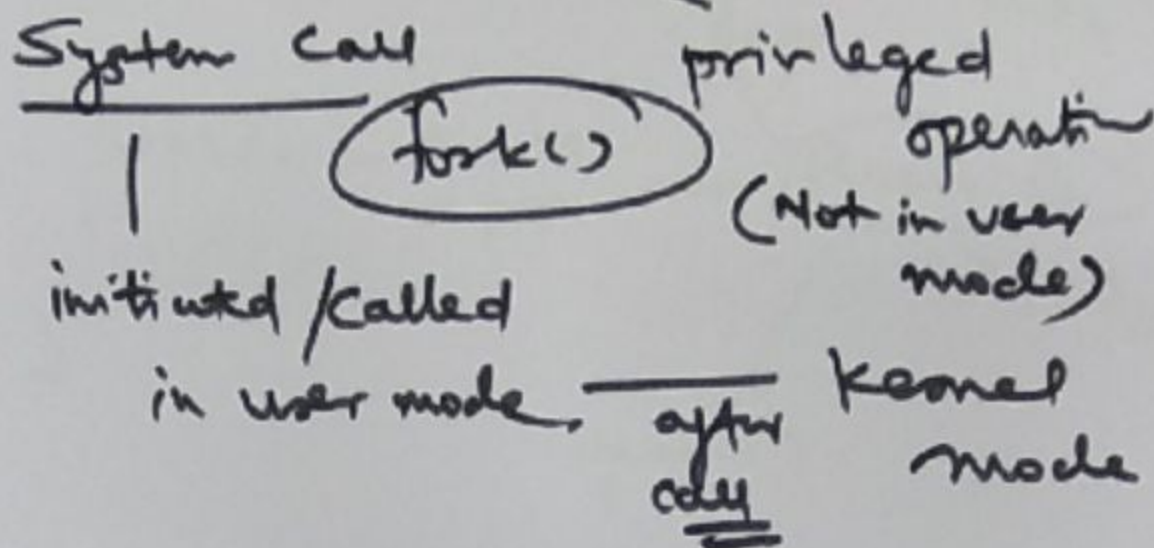 System Call
fork()
privileged
operation
(Not in user
mode)
initiated / called
in user mode.
after
call
Kernel
mode